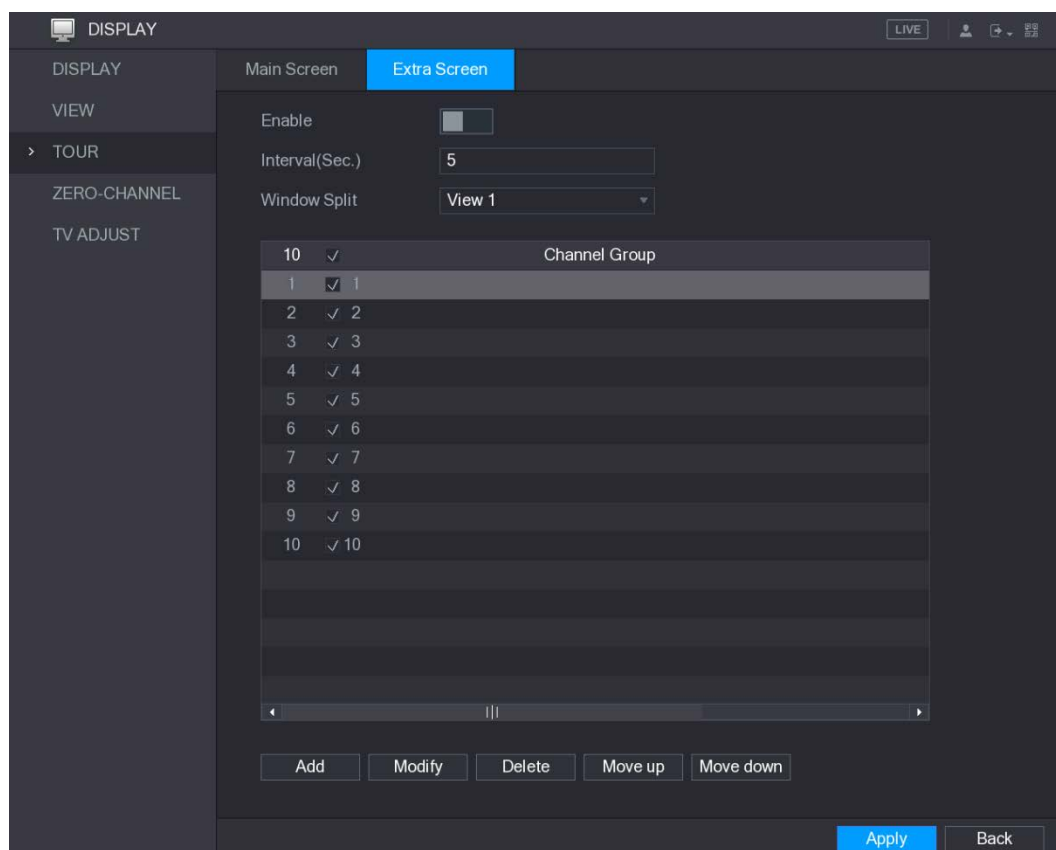 DISPLAY LIVE
DISPLAY Main Screen Extra Screen
VIEW Enable
TOUR Interval(Sec.) 5
ZERO-CHANNEL Window Split View 1
TV ADJUST
10 Channel Group
1 1
2 2
3 3
4 4
5 5
6 6
7 7
8 8
9 9
10 10
Add Modify Delete Move up Move down
Apply Back